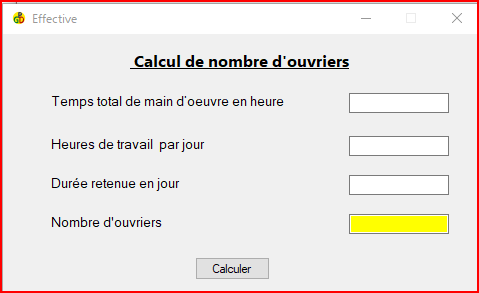 Effective
Calcul de nombre d'ouvriers
Temps total de main d'oeuvre en heure
Heures de travail par jour
Durée retenue en jour
Nombre d'ouvriers
Calculer